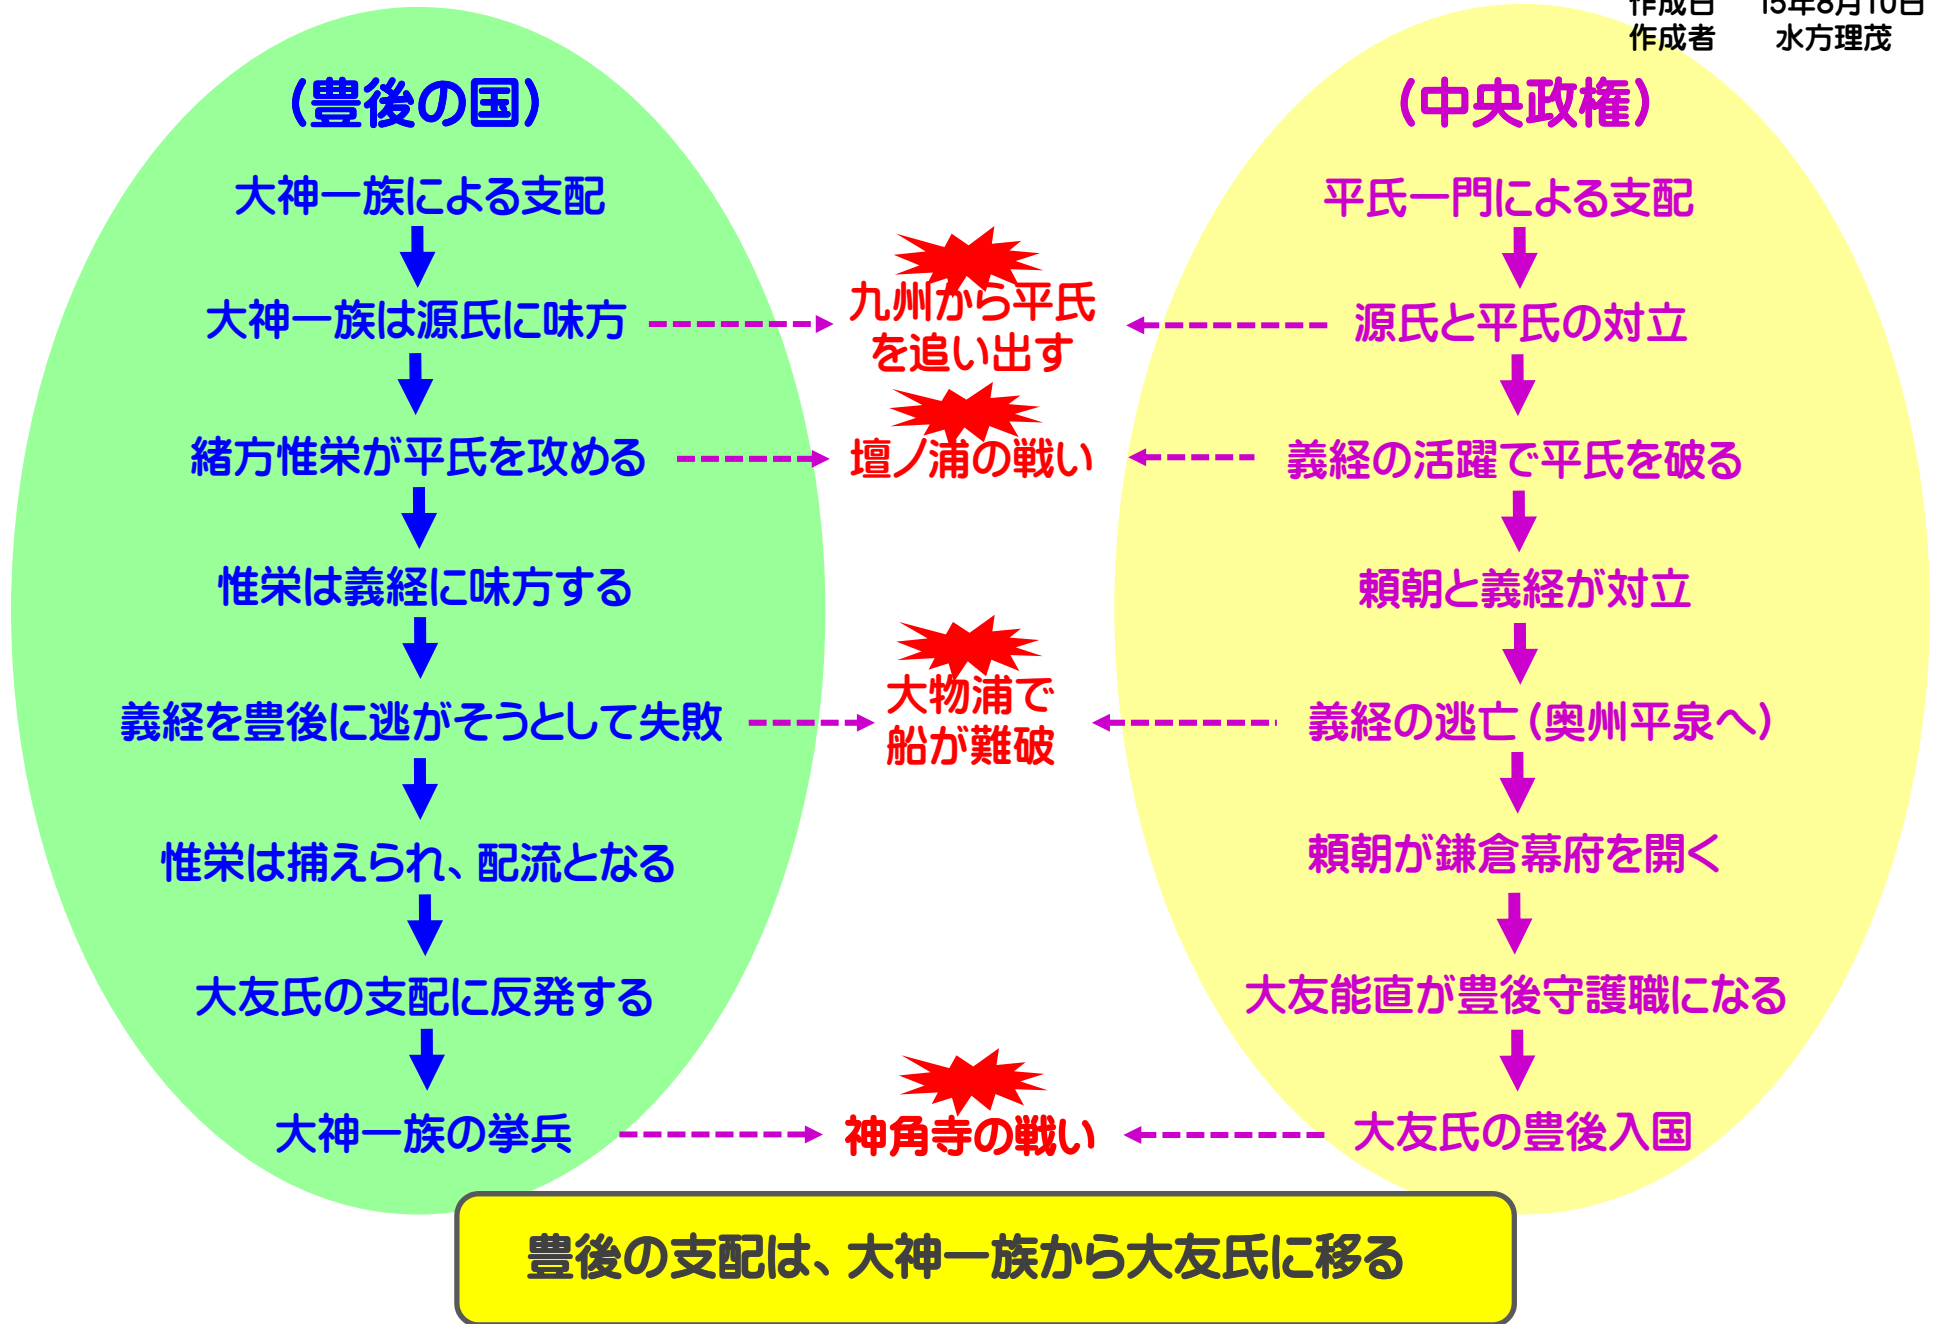 作成日 15年8月10日
作成者 水方理茂
（豊後の国）
大神一族による支配
大神一族は源氏に味方
緒方惟栄が平氏を攻める
惟栄は義経に味方する
義経を豊後に逃がそうとして失敗
惟栄は捕えられ、配流となる
大友氏の支配に反発する
大神一族の挙兵
九州から平氏
を追い出す
壇ノ浦の戦い
大物浦で
船が難破
神角寺の戦い
（中央政権）
平氏一門による支配
源氏と平氏の対立
義経の活躍で平氏を破る
頼朝と義経が対立
義経の逃亡（奥州平泉へ）
頼朝が鎌倉幕府を開く
大友能直が豊後守護職になる
大友氏の豊後入国
豊後の支配は、大神一族から大友氏に移る